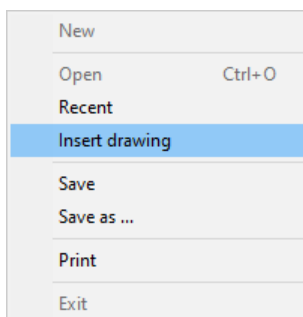 New
Open Ctrl+O
Recent
Insert drawing
Save
Save as ...
Print
Exit